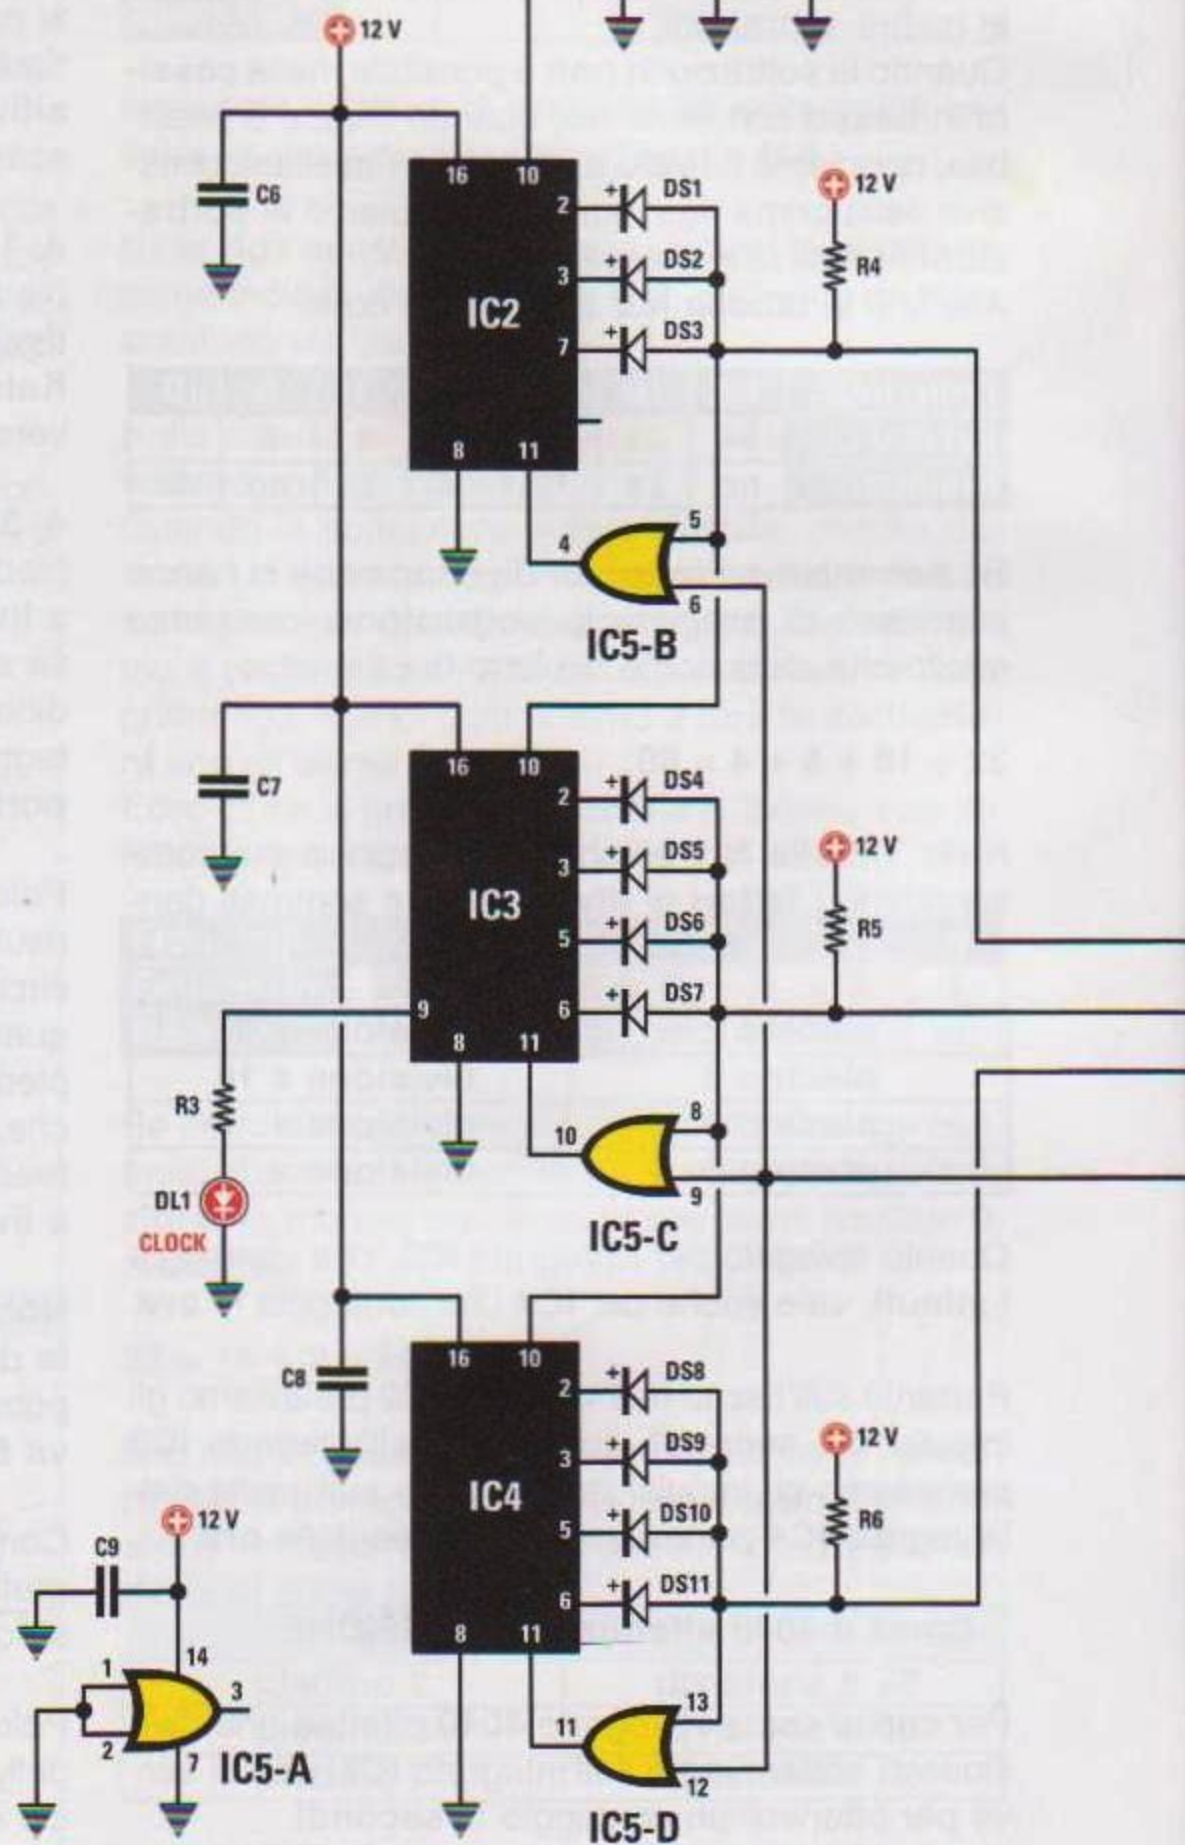 12 V
16
10
C6
IC2
2
+
DS1
3
+
DS2
7
+
DS3
12 V
R4
8
11
4
5
6
IC5-B
C7
16
10
IC3
2
+
DS4
3
+
DS5
5
+
DS6
6
+
DS7
12 V
R5
9
8
11
R3
DL1
CLOCK
10
8
9
IC5-C
C8
16
10
IC4
2
+
DS8
3
+
DS9
5
+
DS10
6
+
DS11
12 V
R6
8
11
12 V
C9
1
2
14
3
7
IC5-A
11
13
12
IC5-D